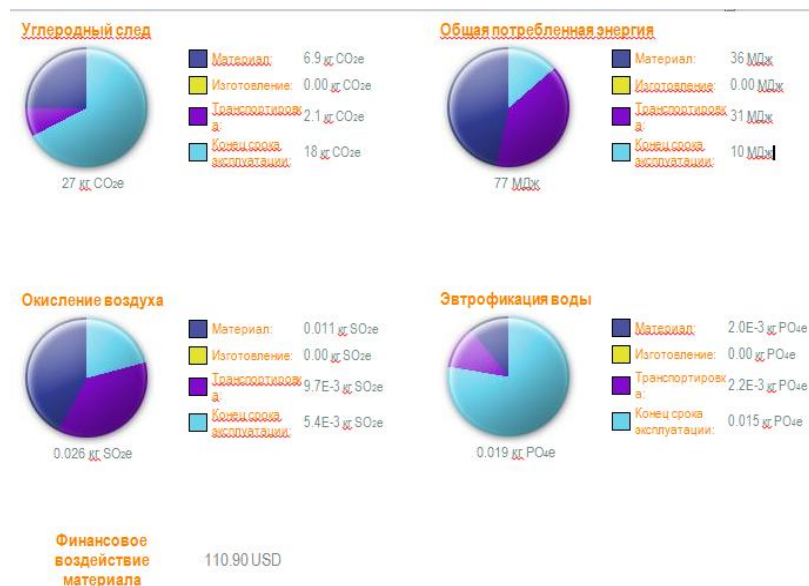 Углеродный след
Материал: 6.9 кг CO2e
Изготовление: 0.00 кг CO2e
Транспортировк
а: 2.1 кг CO2e
Конец срока
эксплуатации: 18 кг CO2e
27 кг CO2e
Общая потребленная энергия
Материал: 36 МДж
Изготовление: 0.00 МДж
Транспортировк
а: 31 МДж
Конец срока
эксплуатации: 10 МДж
77 МДж
Окисление воздуха
Материал: 0.011 кг SO2e
Изготовление: 0.00 кг SO2e
Транспортировк
а: 9.7E-3 кг SO2e
Конец срока
эксплуатации: 5.4E-3 кг SO2e
0.026 кг SO2e
Эвтрофикация воды
Материал: 2.0E-3 кг PO4e
Изготовление: 0.00 кг PO4e
Транспортировк
а: 2.2E-3 кг PO4e
Конец срока
эксплуатации: 0.015 кг PO4e
0.019 кг PO4e
Финансовое
воздействие 110.90 USD
материала